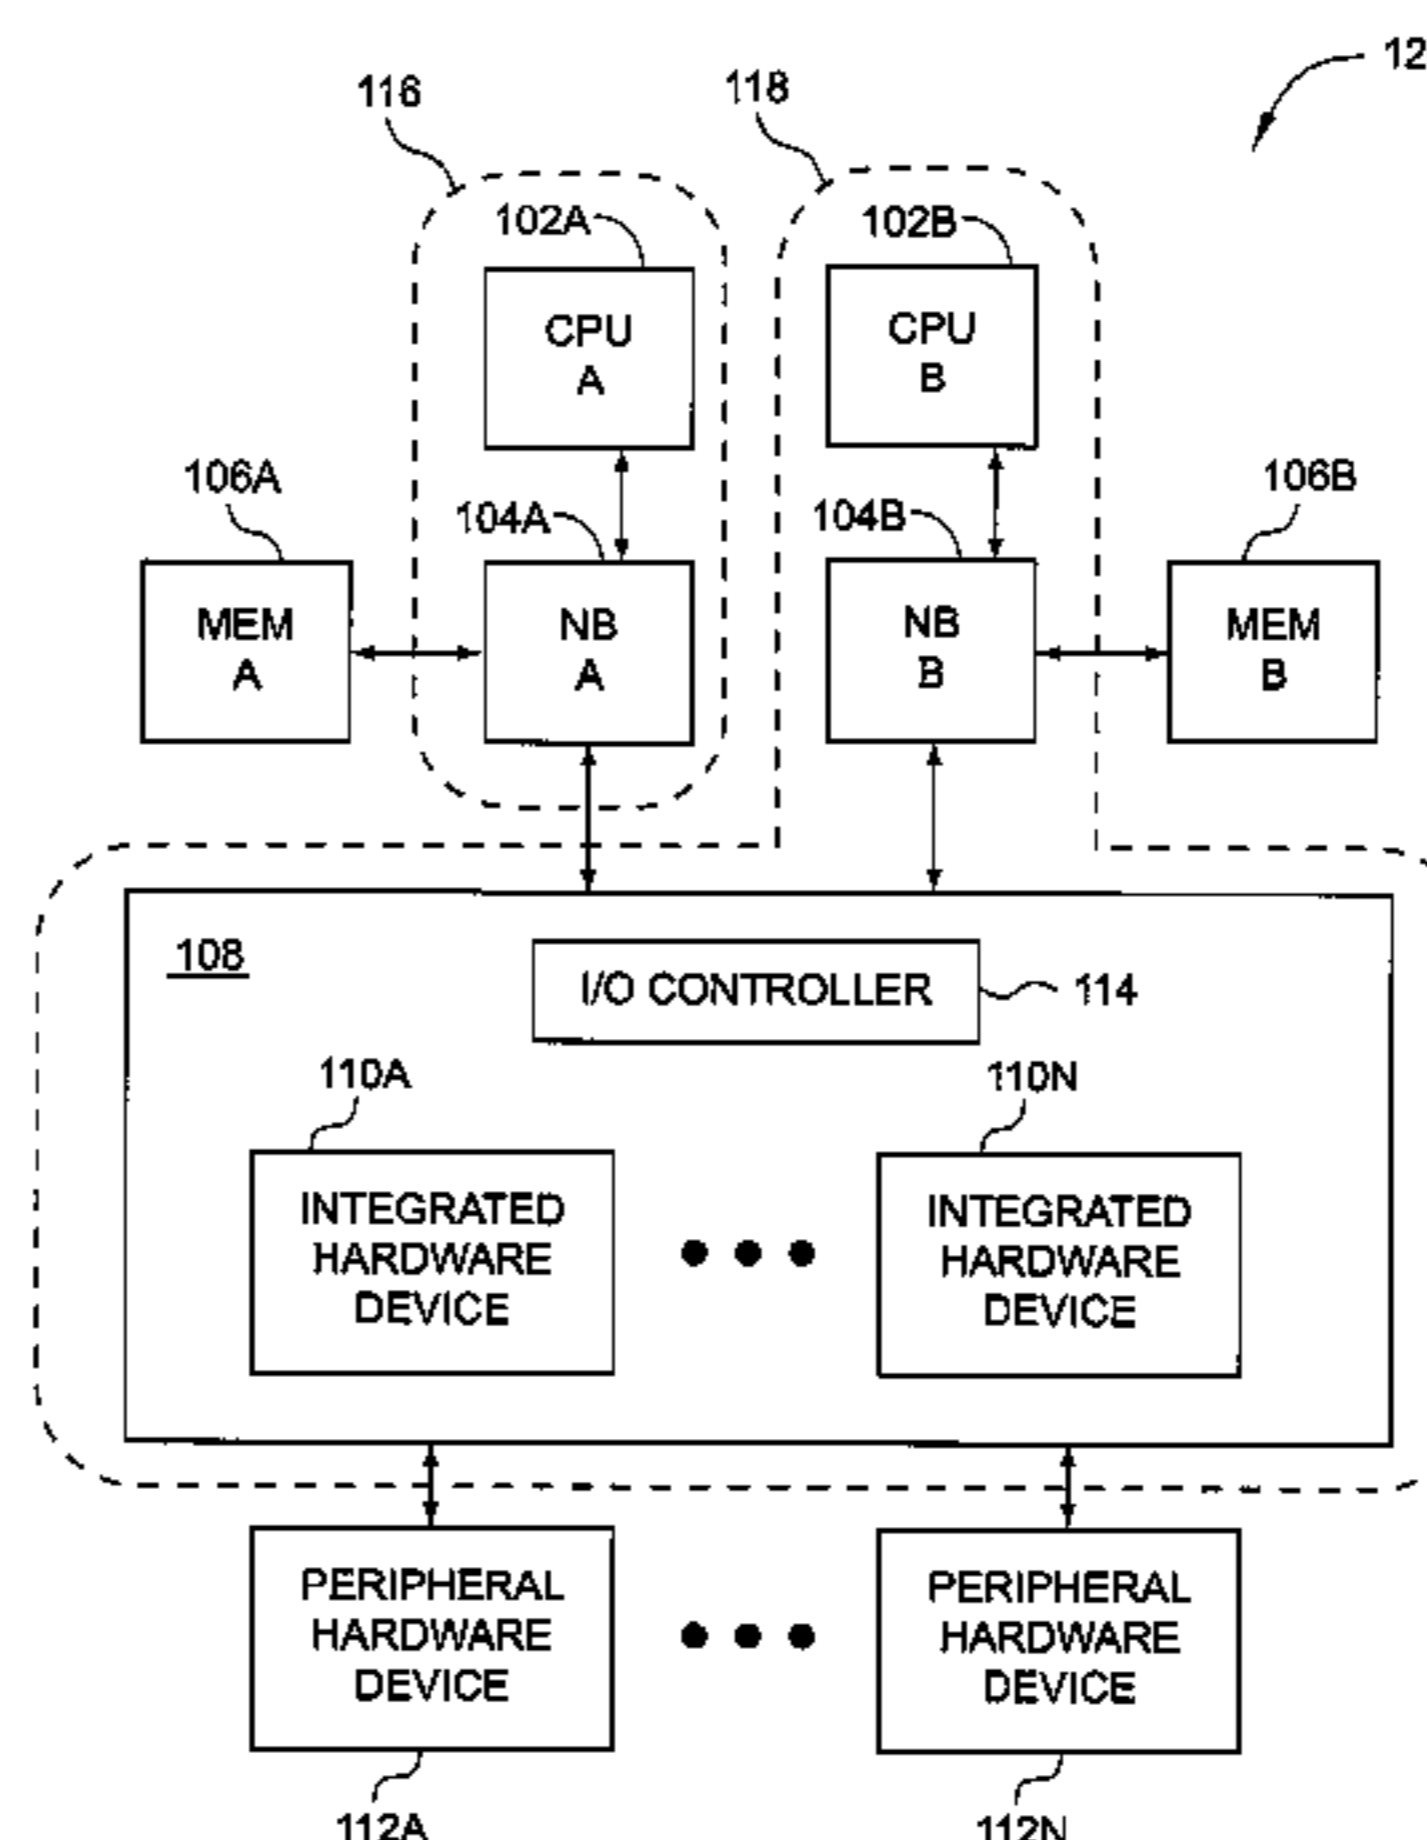 12
116
118
102A
102B
CPU
A
CPU
B
106A
104A
104B
106B
MEM
A
NB
A
NB
B
MEM
B
108
I/O CONTROLLER
114
110A
110N
INTEGRATED
HARDWARE
DEVICE
INTEGRATED
HARDWARE
DEVICE
PERIPHERAL
HARDWARE
DEVICE
PERIPHERAL
HARDWARE
DEVICE
112A
112N